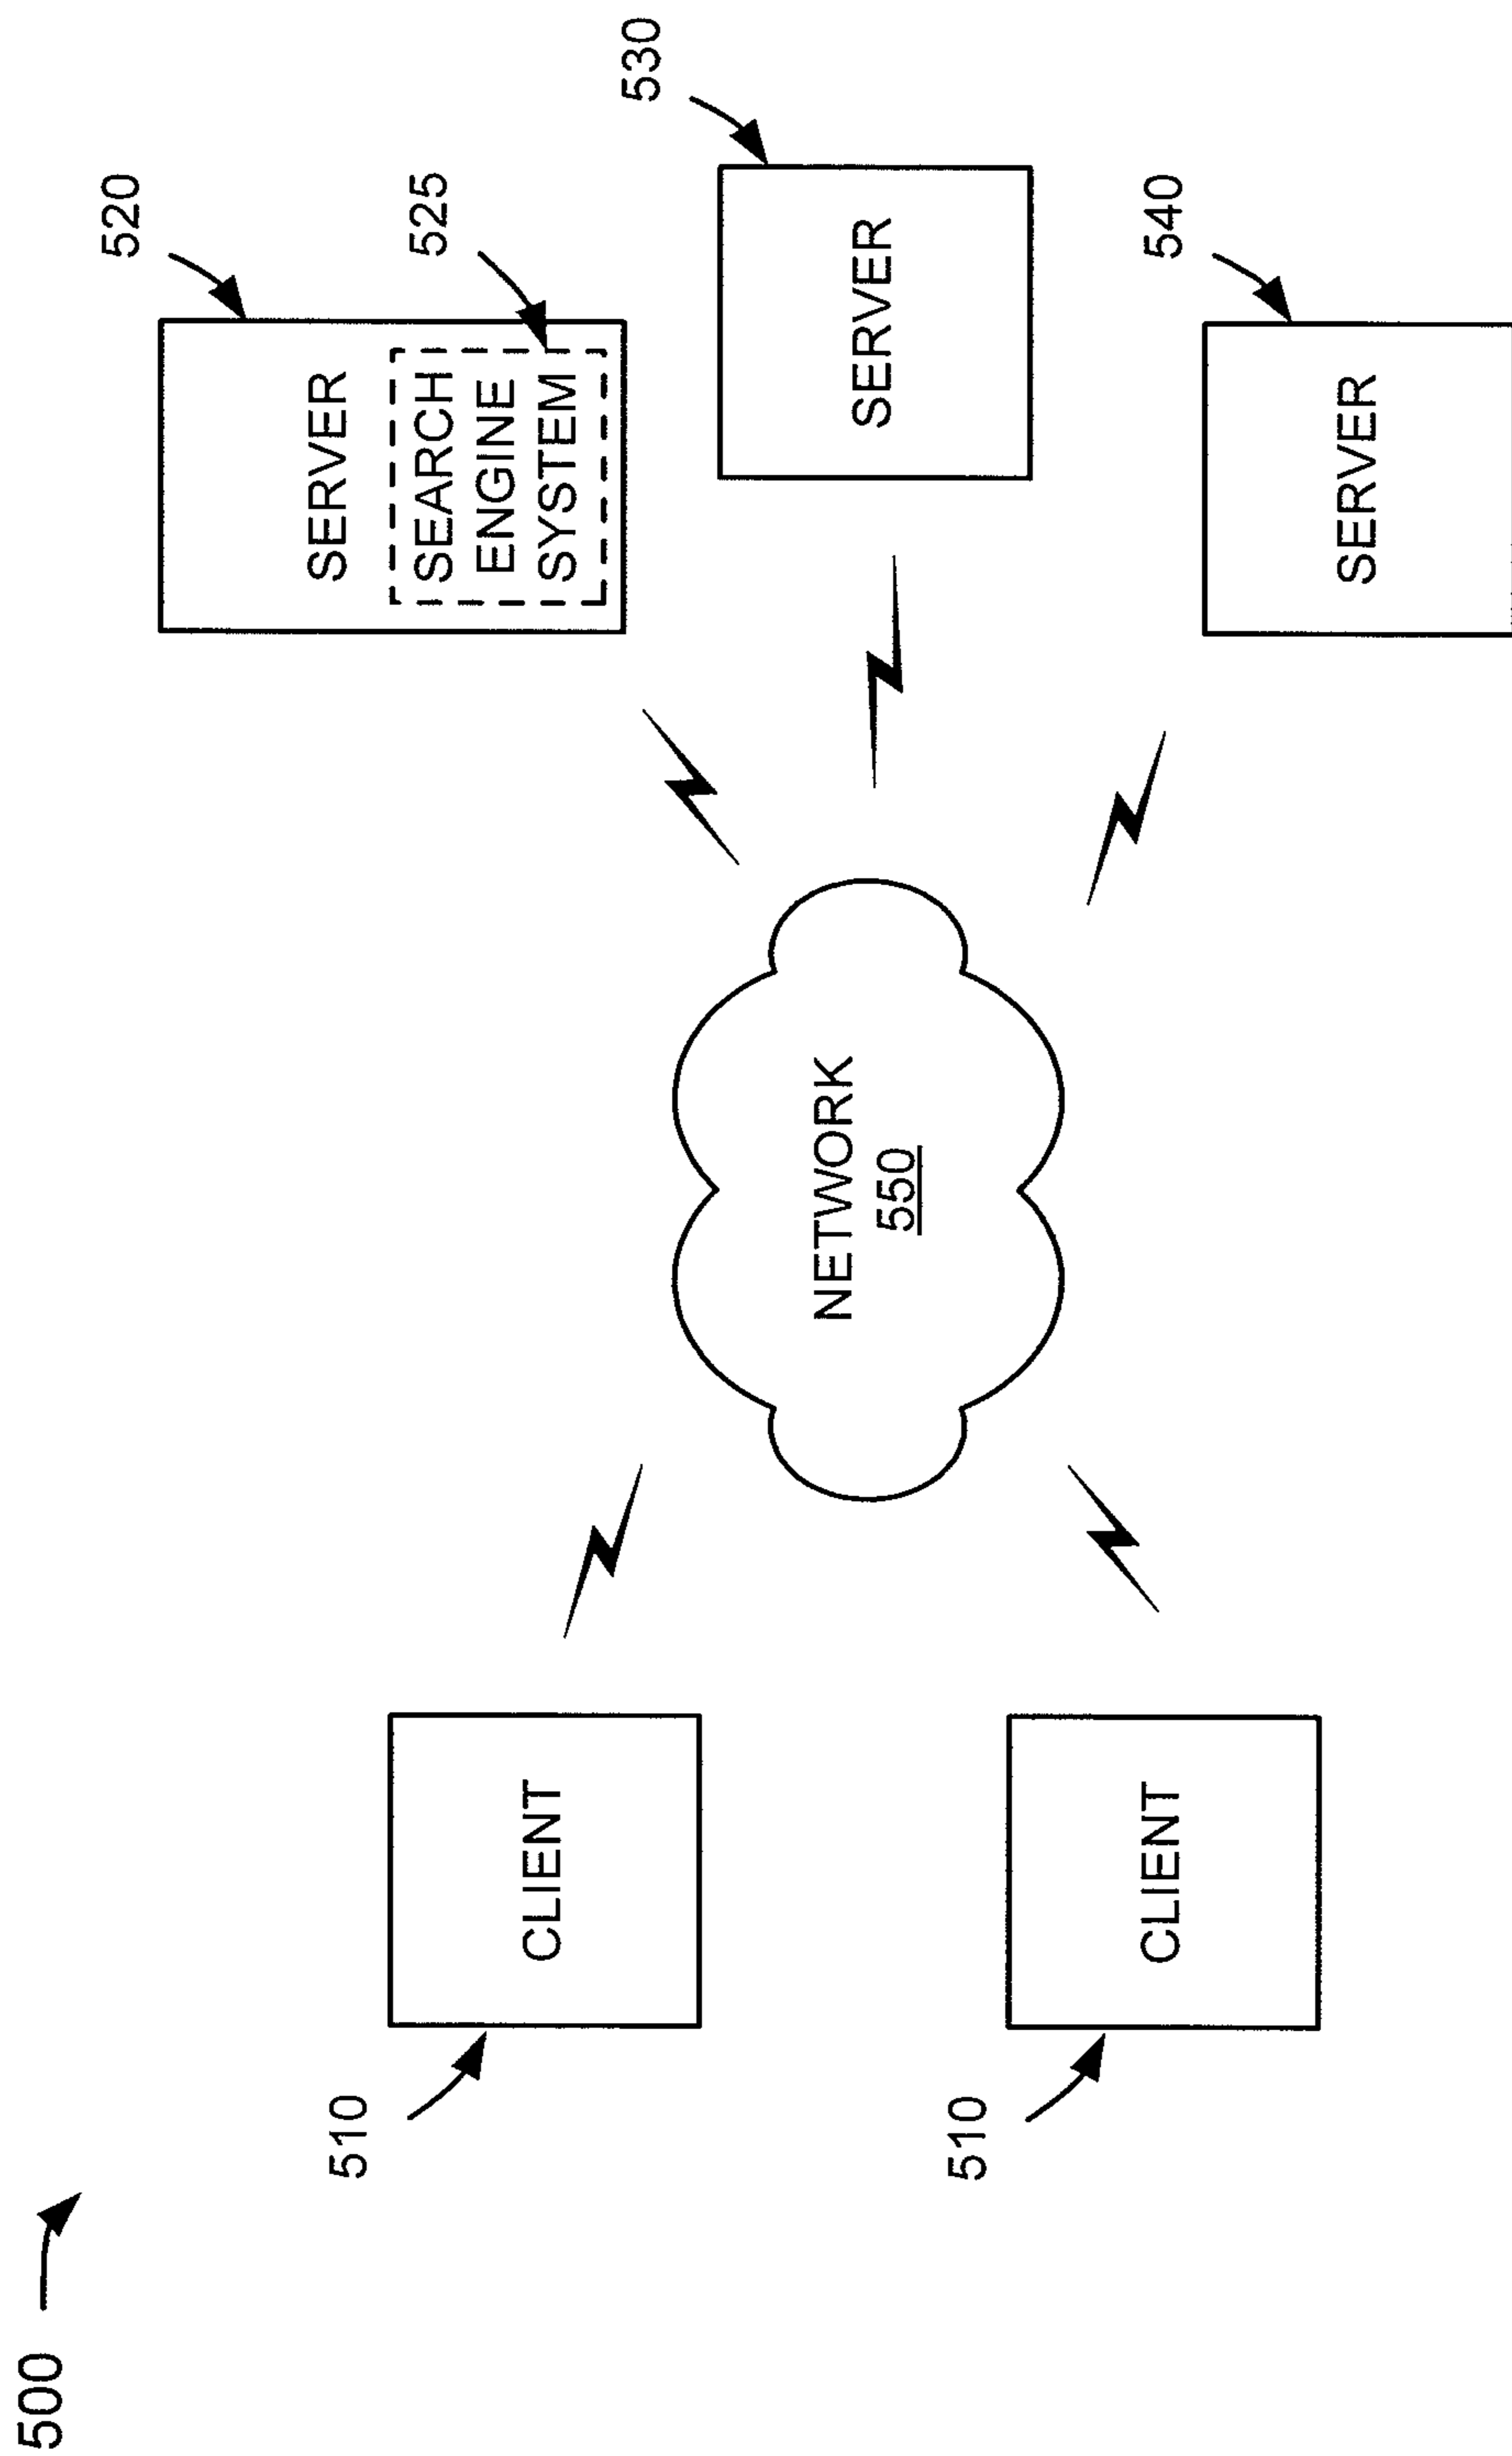 500
510
CLIENT
510
CLIENT
NETWORK
550
520
SERVER
525
SEARCH
ENGINE
SYSTEM
530
SERVER
540
SERVER